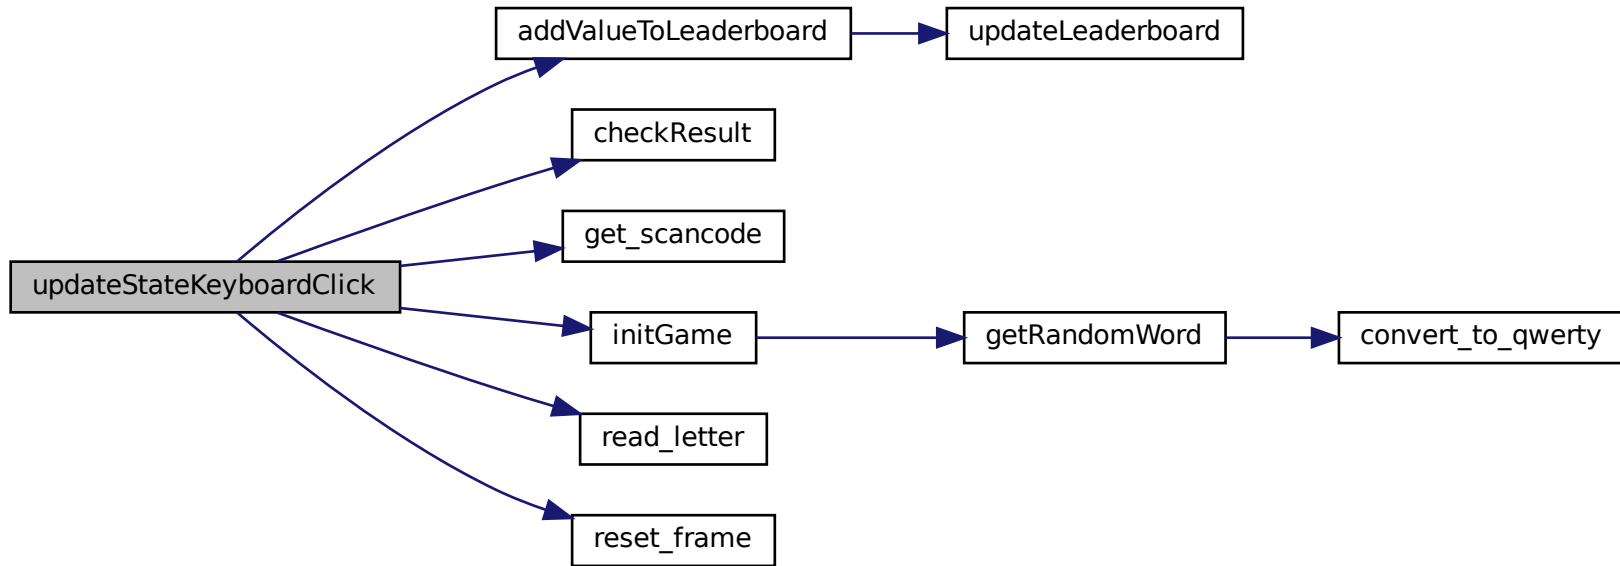 addValueToLeaderboard
updateLeaderboard
checkResult
get_scancode
updateStateKeyboardClick
initGame
getRandomWord
convert_to_qwerty
read_letter
reset_frame